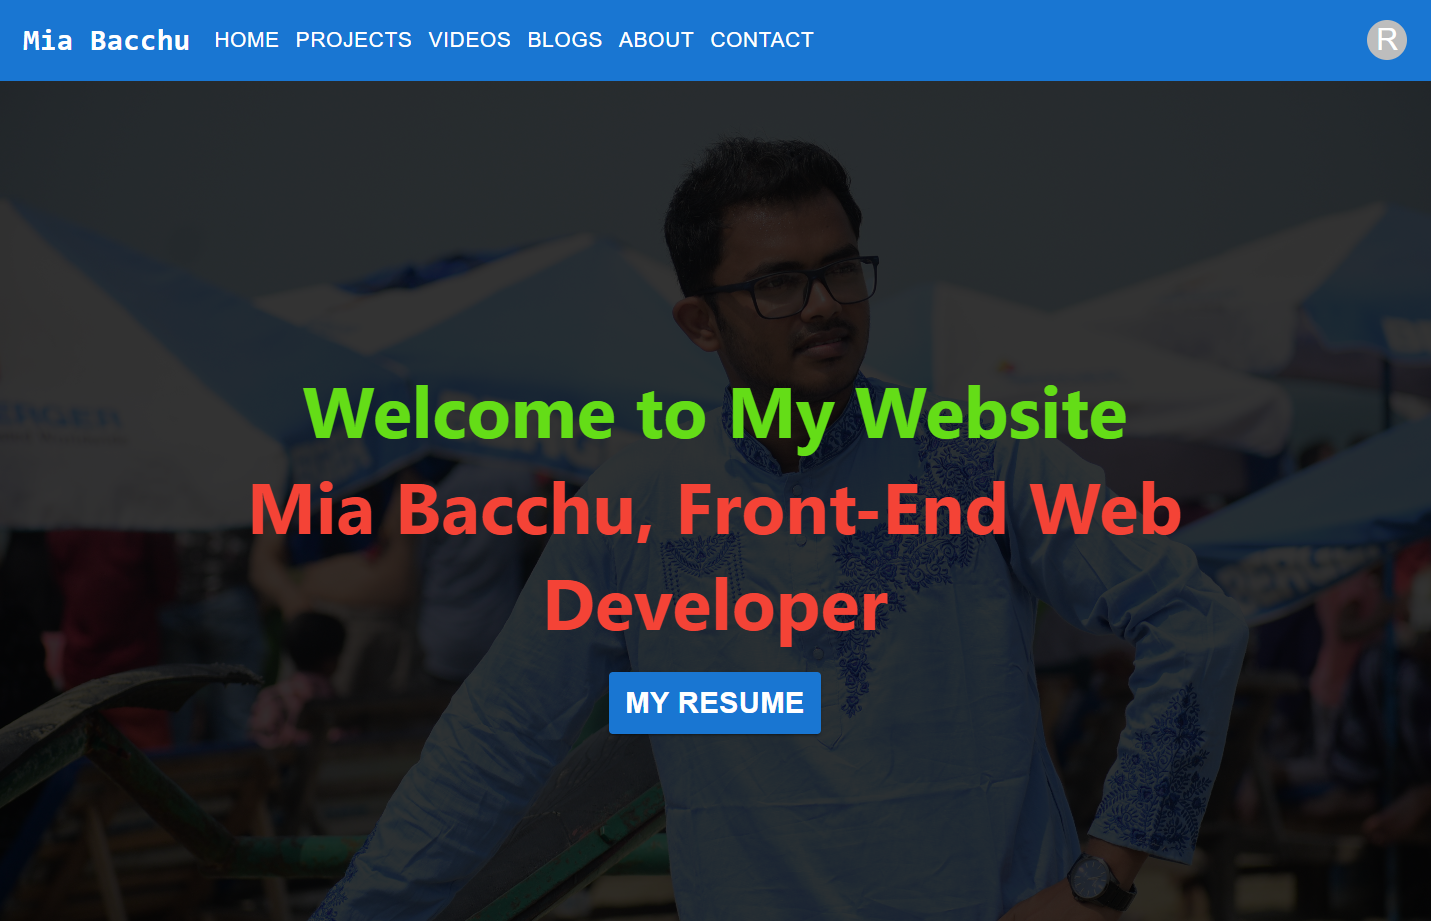 Mia Bacchu HOME PROJECTS VIDEOS BLOGS ABOUT CONTACT R
Welcome to My Website
Mia Bacchu, Front-End Web
Developer
MY RESUME